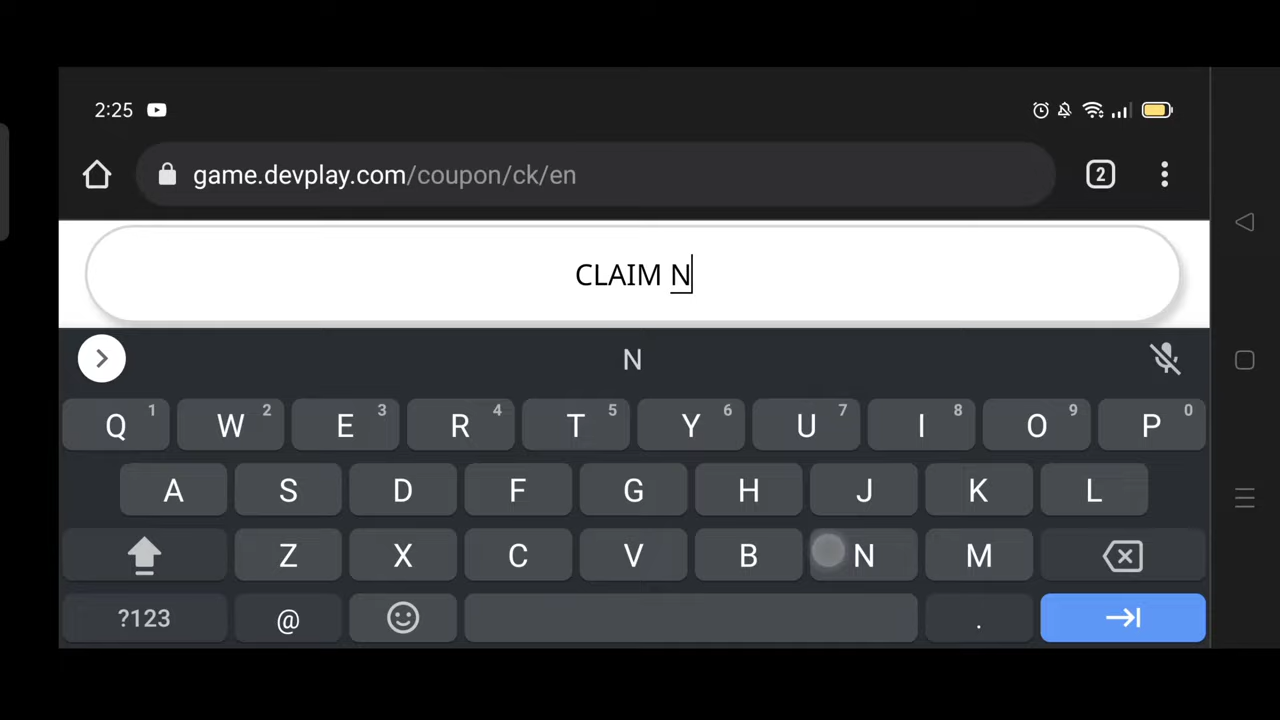 2:25
game.devplay.com/coupon/ck/en
2
CLAIM N
N
Q 1 W 2 E 3 R 4 T 5 Y 6 U 7 I 8 O 9 P 0
A S D F G H J K L
Z X C V B N M
?123 @ .